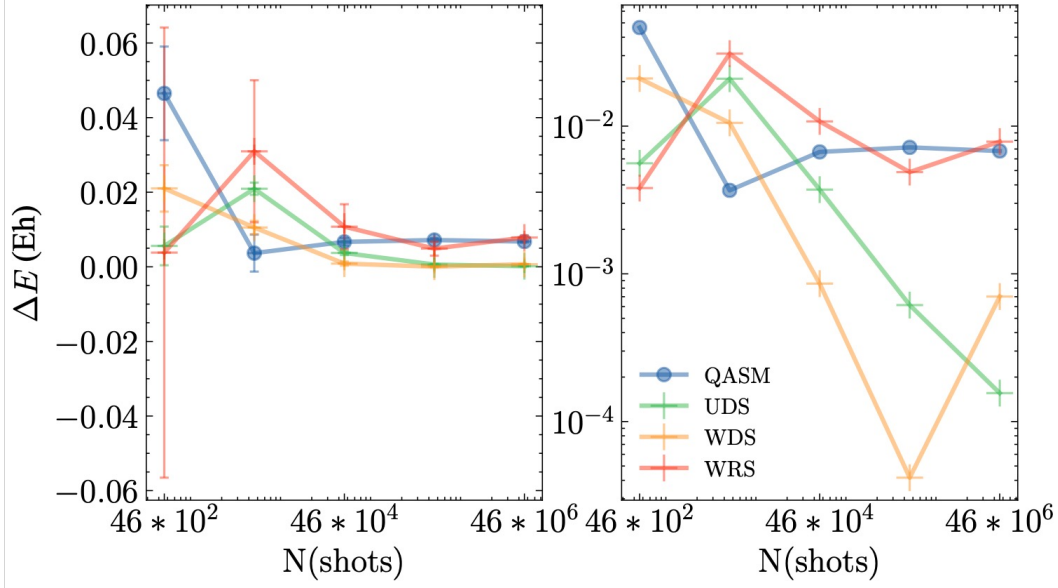 ΔE (Eh)
0.06
0.04
0.02
0.00
−0.02
−0.04
−0.06
46 ∗ 10² 46 ∗ 10⁴ 46 ∗ 10⁶
N(shots)
10⁻²
10⁻³
10⁻⁴
QASM
UDS
WDS
WRS
46 ∗ 10² 46 ∗ 10⁴ 46 ∗ 10⁶
N(shots)